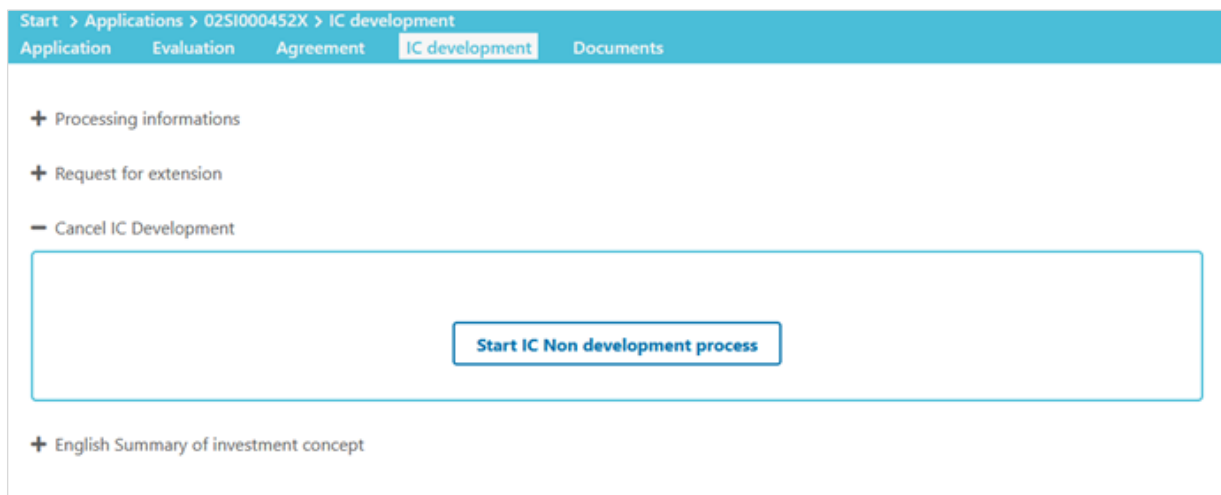 Start > Applications > 02SI000452X > IC development
Application Evaluation Agreement IC development Documents
+ Processing informations
+ Request for extension
− Cancel IC Development
Start IC Non development process
+ English Summary of investment concept